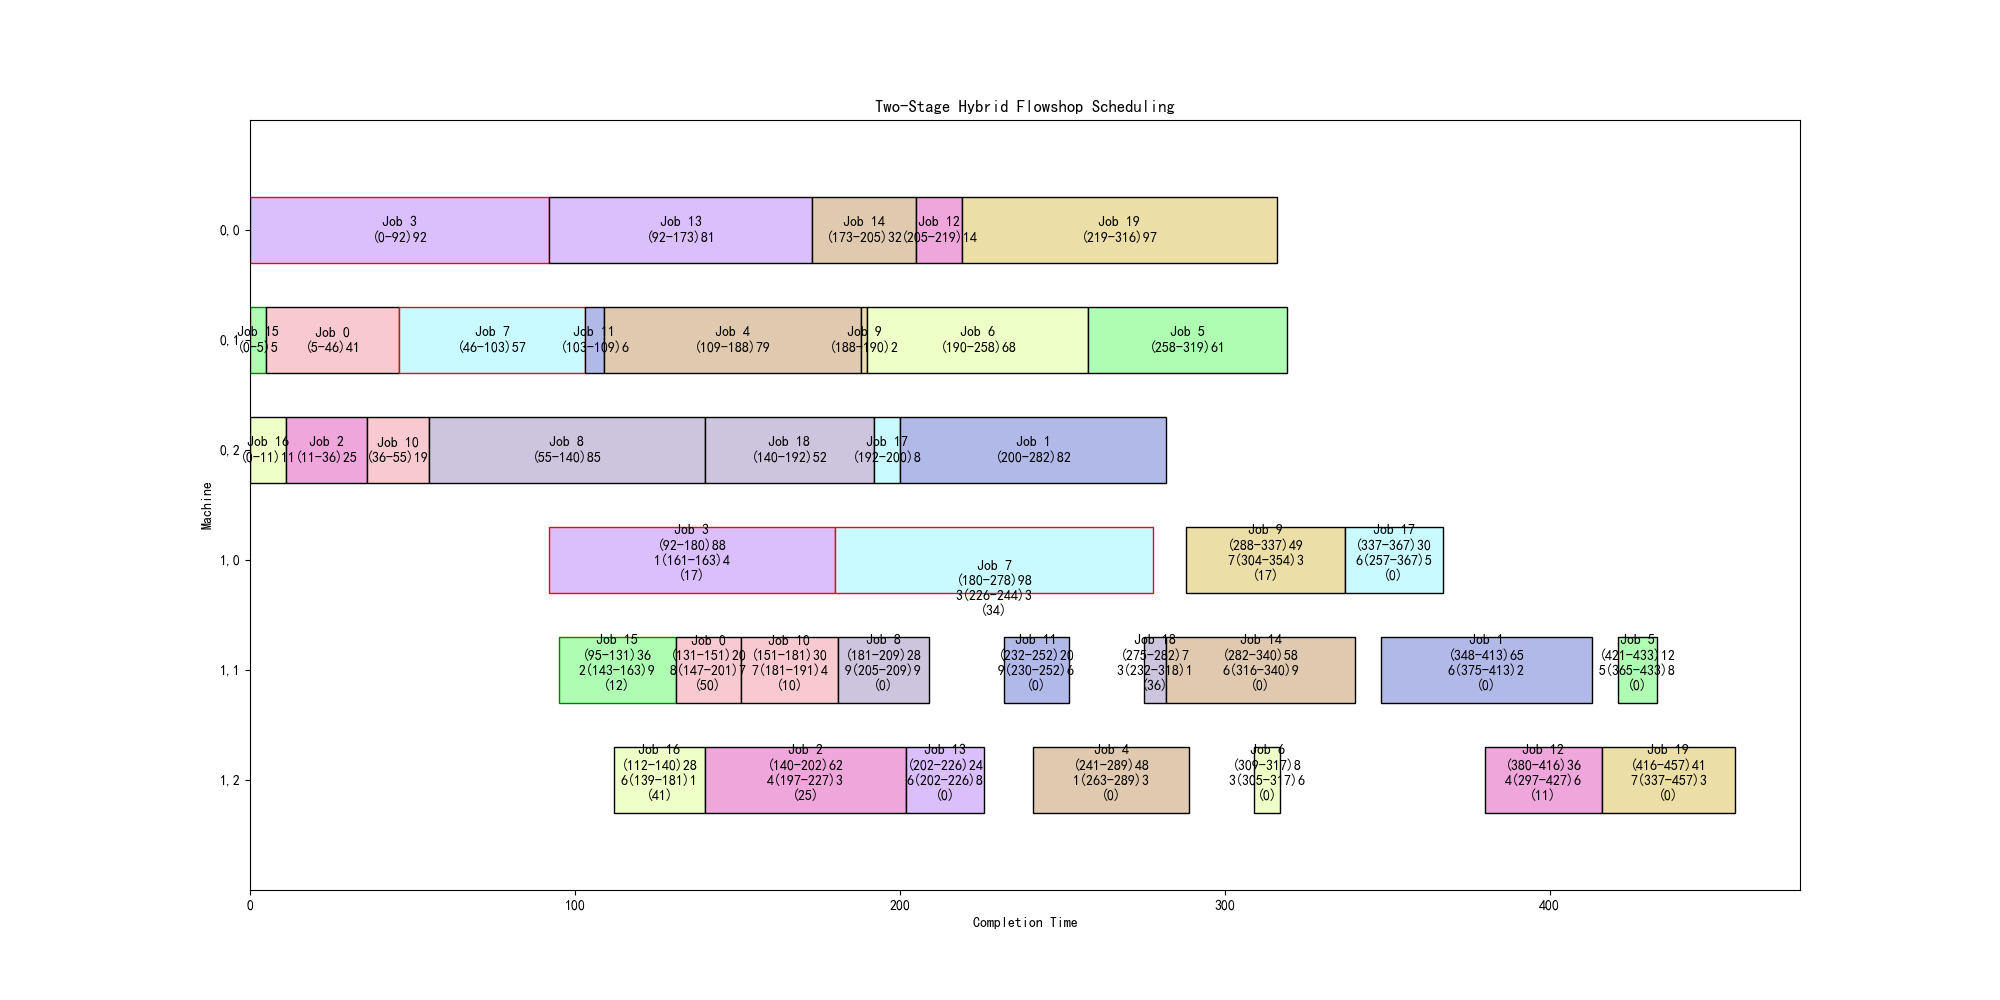 Two-Stage Hybrid Flowshop Scheduling
Machine
0,0
Job 3
(0-92)92
Job 13
(92-173)81
Job 14
(173-205)32
Job 12
(205-219)14
Job 19
(219-316)97
0,1
Job 15
(0-5)5
Job 0
(5-46)41
Job 7
(46-103)57
Job 11
(103-109)6
Job 4
(109-188)79
Job 9
(188-190)2
Job 6
(190-258)68
Job 5
(258-319)61
0,2
Job 16
(0-11)11
Job 2
(11-36)25
Job 10
(36-55)19
Job 8
(55-140)85
Job 18
(140-192)52
Job 17
(192-200)8
Job 1
(200-282)82
1,0
Job 3
(92-180)88
1(161-163)4
(17)
Job 7
(180-278)98
3(226-244)3
(34)
Job 9
(288-337)49
7(304-354)3
(17)
Job 17
(337-367)30
6(257-367)5
(0)
1,1
Job 15
(95-131)36
2(143-163)9
(12)
Job 0
(131-151)20
8(147-201)7
(50)
Job 10
(151-181)30
7(181-191)4
(10)
Job 8
(181-209)28
9(205-209)9
(0)
Job 11
(232-252)20
9(230-252)6
(0)
Job 18
(275-282)7
3(232-318)1
(36)
Job 14
(282-340)58
6(316-340)9
(0)
Job 1
(348-413)65
6(375-413)2
(0)
Job 5
(421-433)12
5(365-433)8
(0)
1,2
Job 16
(112-140)28
6(139-181)1
(41)
Job 2
(140-202)62
4(197-227)3
(25)
Job 13
(202-226)24
6(202-226)8
(0)
Job 4
(241-289)48
1(263-289)3
(0)
Job 6
(309-317)8
3(305-317)6
(0)
Job 12
(380-416)36
4(297-427)6
(11)
Job 19
(416-457)41
7(337-457)3
(0)
0
100
200
300
400
Completion Time